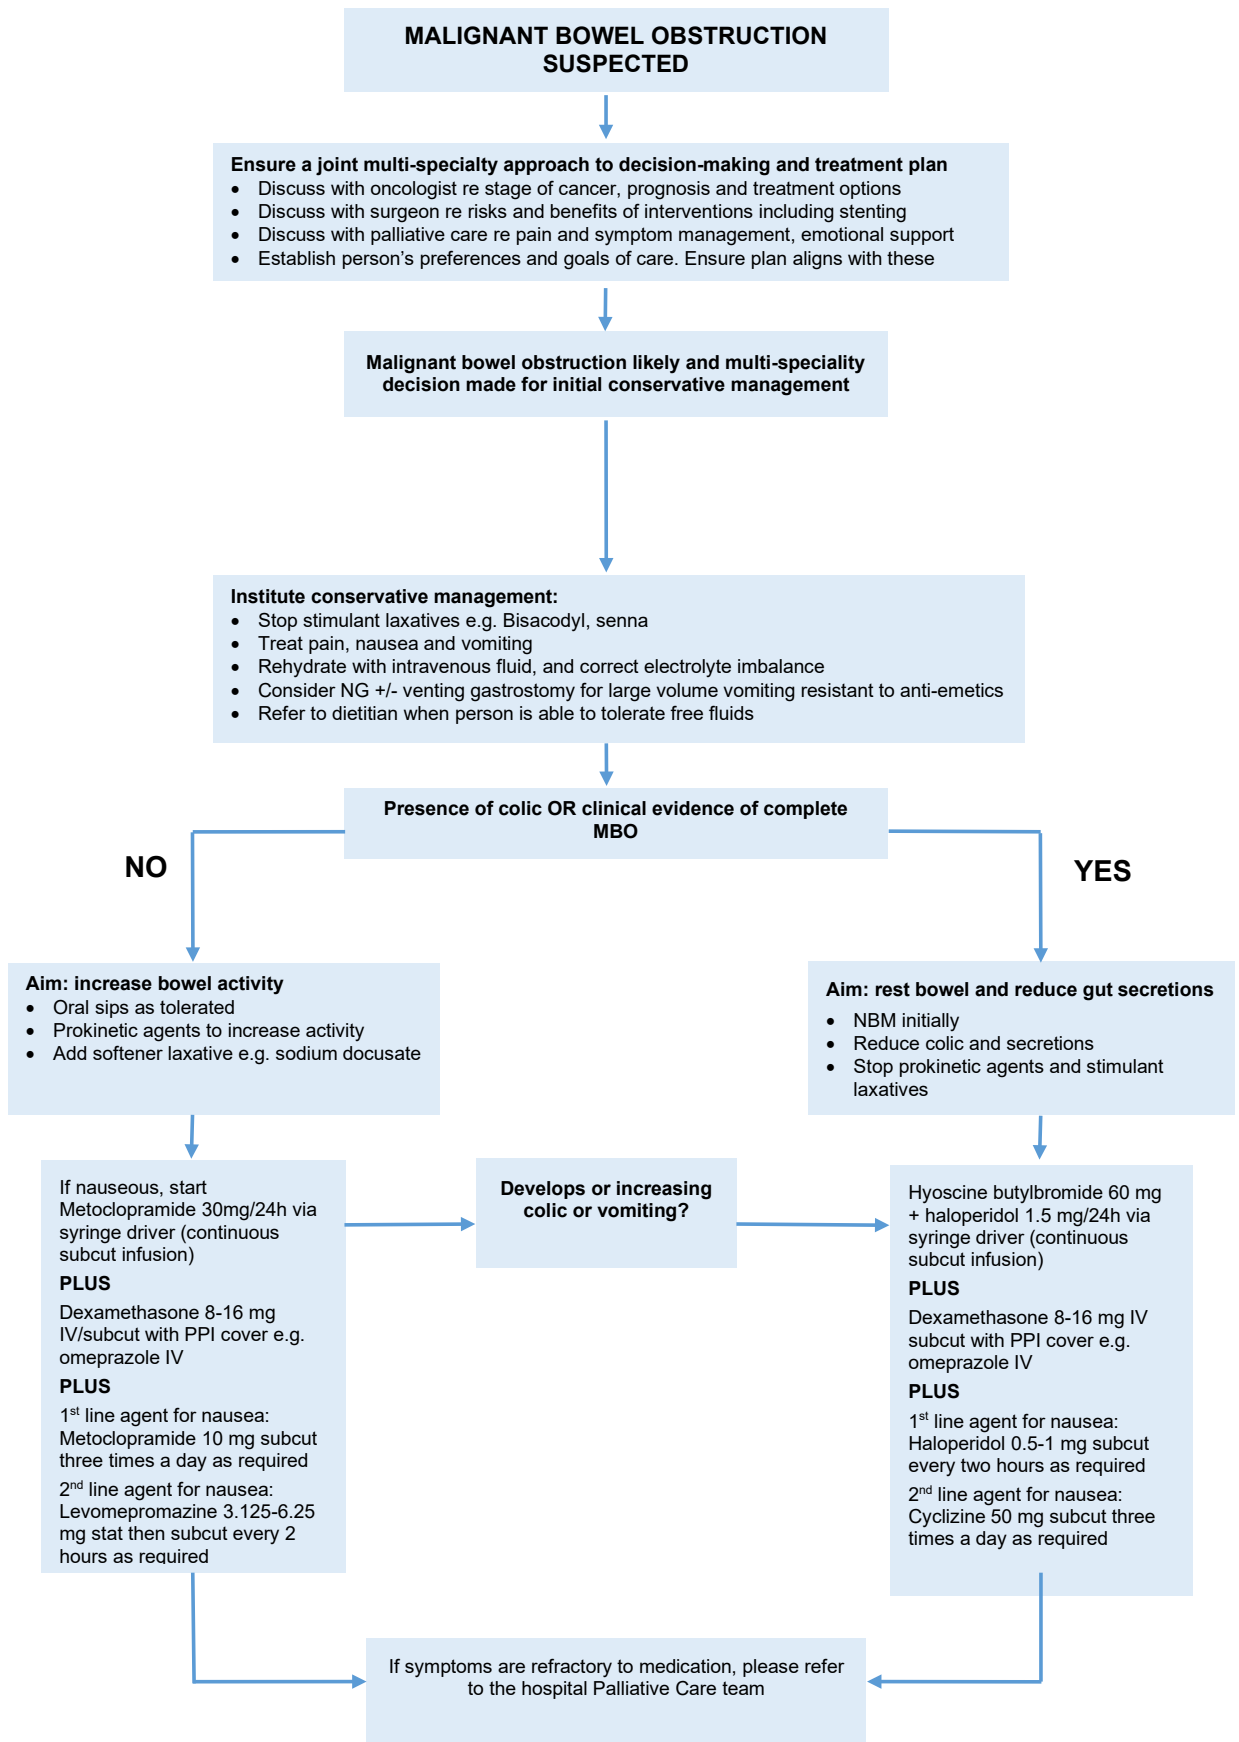 MALIGNANT BOWEL OBSTRUCTION
SUSPECTED
Ensure a joint multi-specialty approach to decision-making and treatment plan
• Discuss with oncologist re stage of cancer, prognosis and treatment options
• Discuss with surgeon re risks and benefits of interventions including stenting
• Discuss with palliative care re pain and symptom management, emotional support
• Establish person's preferences and goals of care. Ensure plan aligns with these
Malignant bowel obstruction likely and multi-speciality
decision made for initial conservative management
Institute conservative management:
• Stop stimulant laxatives e.g. Bisacodyl, senna
• Treat pain, nausea and vomiting
• Rehydrate with intravenous fluid, and correct electrolyte imbalance
• Consider NG +/- venting gastrostomy for large volume vomiting resistant to anti-emetics
• Refer to dietitian when person is able to tolerate free fluids
Presence of colic OR clinical evidence of complete
MBO
NO
YES
Aim: increase bowel activity
• Oral sips as tolerated
• Prokinetic agents to increase activity
• Add softener laxative e.g. sodium docusate
Aim: rest bowel and reduce gut secretions
• NBM initially
• Reduce colic and secretions
• Stop prokinetic agents and stimulant
laxatives
If nauseous, start
Metoclopramide 30mg/24h via
syringe driver (continuous
subcut infusion)
PLUS
Dexamethasone 8-16 mg
IV/subcut with PPI cover e.g.
omeprazole IV
PLUS
1st line agent for nausea:
Metoclopramide 10 mg subcut
three times a day as required
2nd line agent for nausea:
Levomepromazine 3.125-6.25
mg stat then subcut every 2
hours as required
Develops or increasing
colic or vomiting?
Hyoscine butylbromide 60 mg
+ haloperidol 1.5 mg/24h via
syringe driver (continuous
subcut infusion)
PLUS
Dexamethasone 8-16 mg IV
subcut with PPI cover e.g.
omeprazole IV
PLUS
1st line agent for nausea:
Haloperidol 0.5-1 mg subcut
every two hours as required
2nd line agent for nausea:
Cyclizine 50 mg subcut three
times a day as required
If symptoms are refractory to medication, please refer
to the hospital Palliative Care team